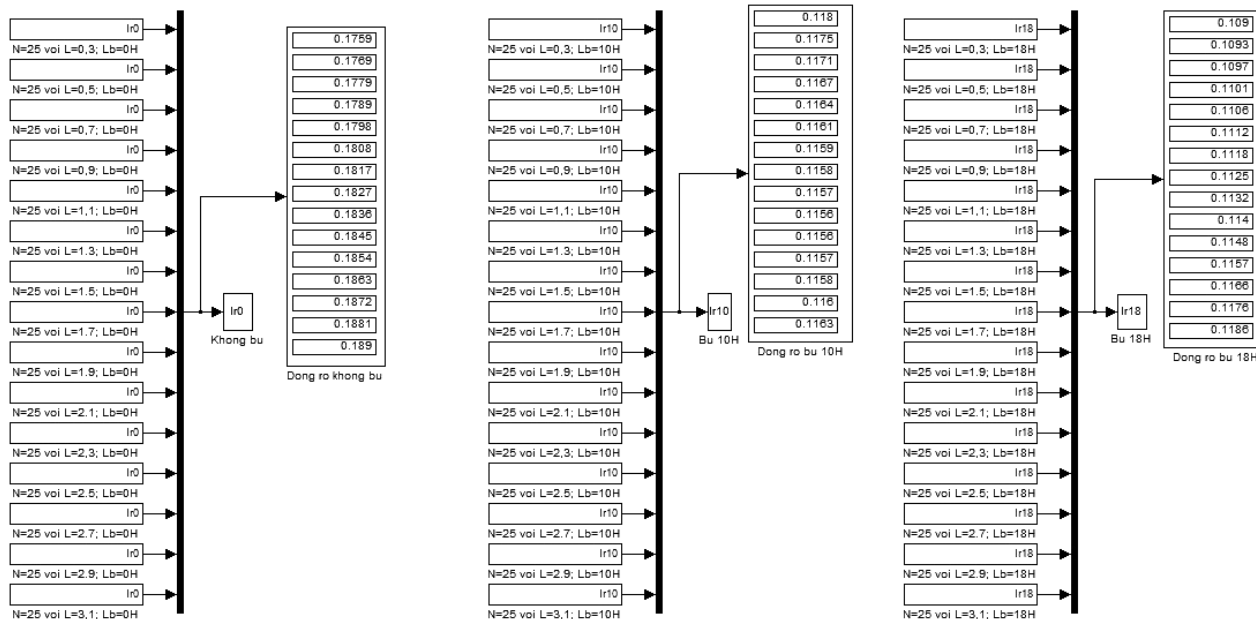 Ir0
N=25 voi L=0,3; Lb=0H
Ir0
N=25 voi L=0,5; Lb=0H
Ir0
N=25 voi L=0,7; Lb=0H
Ir0
N=25 voi L=0,9; Lb=0H
Ir0
N=25 voi L=1,1; Lb=0H
Ir0
N=25 voi L=1.3; Lb=0H
Ir0
N=25 voi L=1.5; Lb=0H
Ir0
N=25 voi L=1.7; Lb=0H
Ir0
N=25 voi L=1.9; Lb=0H
Ir0
N=25 voi L=2.1; Lb=0H
Ir0
N=25 voi L=2,3; Lb=0H
Ir0
N=25 voi L=2.5; Lb=0H
Ir0
N=25 voi L=2.7; Lb=0H
Ir0
N=25 voi L=2.9; Lb=0H
Ir0
N=25 voi L=3,1; Lb=0H
Ir0
Khong bu
0.1759
0.1769
0.1779
0.1789
0.1798
0.1808
0.1817
0.1827
0.1836
0.1845
0.1854
0.1863
0.1872
0.1881
0.189
Dong ro khong bu
Ir10
N=25 voi L=0,3; Lb=10H
Ir10
N=25 voi L=0,5; Lb=10H
Ir10
N=25 voi L=0,7; Lb=10H
Ir10
N=25 voi L=0,9; Lb=10H
Ir10
N=25 voi L=1,1; Lb=10H
Ir10
N=25 voi L=1.3; Lb=10H
Ir10
N=25 voi L=1.5; Lb=10H
Ir10
N=25 voi L=1.7; Lb=10H
Ir10
N=25 voi L=1.9; Lb=10H
Ir10
N=25 voi L=2.1; Lb=10H
Ir10
N=25 voi L=2,3; Lb=10H
Ir10
N=25 voi L=2.5; Lb=10H
Ir10
N=25 voi L=2.7; Lb=10H
Ir10
N=25 voi L=2.9; Lb=10H
Ir10
N=25 voi L=3,1; Lb=10H
Ir10
Bu 10H
0.118
0.1175
0.1171
0.1167
0.1164
0.1161
0.1159
0.1158
0.1157
0.1156
0.1156
0.1157
0.1158
0.116
0.1163
Dong ro bu 10H
Ir18
N=25 voi L=0,3; Lb=18H
Ir18
N=25 voi L=0,5; Lb=18H
Ir18
N=25 voi L=0,7; Lb=18H
Ir18
N=25 voi L=0,9; Lb=18H
Ir18
N=25 voi L=1,1; Lb=18H
Ir18
N=25 voi L=1.3; Lb=18H
Ir18
N=25 voi L=1.5; Lb=18H
Ir18
N=25 voi L=1.7; Lb=18H
Ir18
N=25 voi L=1.9; Lb=18H
Ir18
N=25 voi L=2.1; Lb=18H
Ir18
N=25 voi L=2,3; Lb=18H
Ir18
N=25 voi L=2.5; Lb=18H
Ir18
N=25 voi L=2.7; Lb=18H
Ir18
N=25 voi L=2.9; Lb=18H
Ir18
N=25 voi L=3,1; Lb=18H
Ir18
Bu 18H
0.109
0.1093
0.1097
0.1101
0.1106
0.1112
0.1118
0.1125
0.1132
0.114
0.1148
0.1157
0.1166
0.1176
0.1186
Dong ro bu 18H